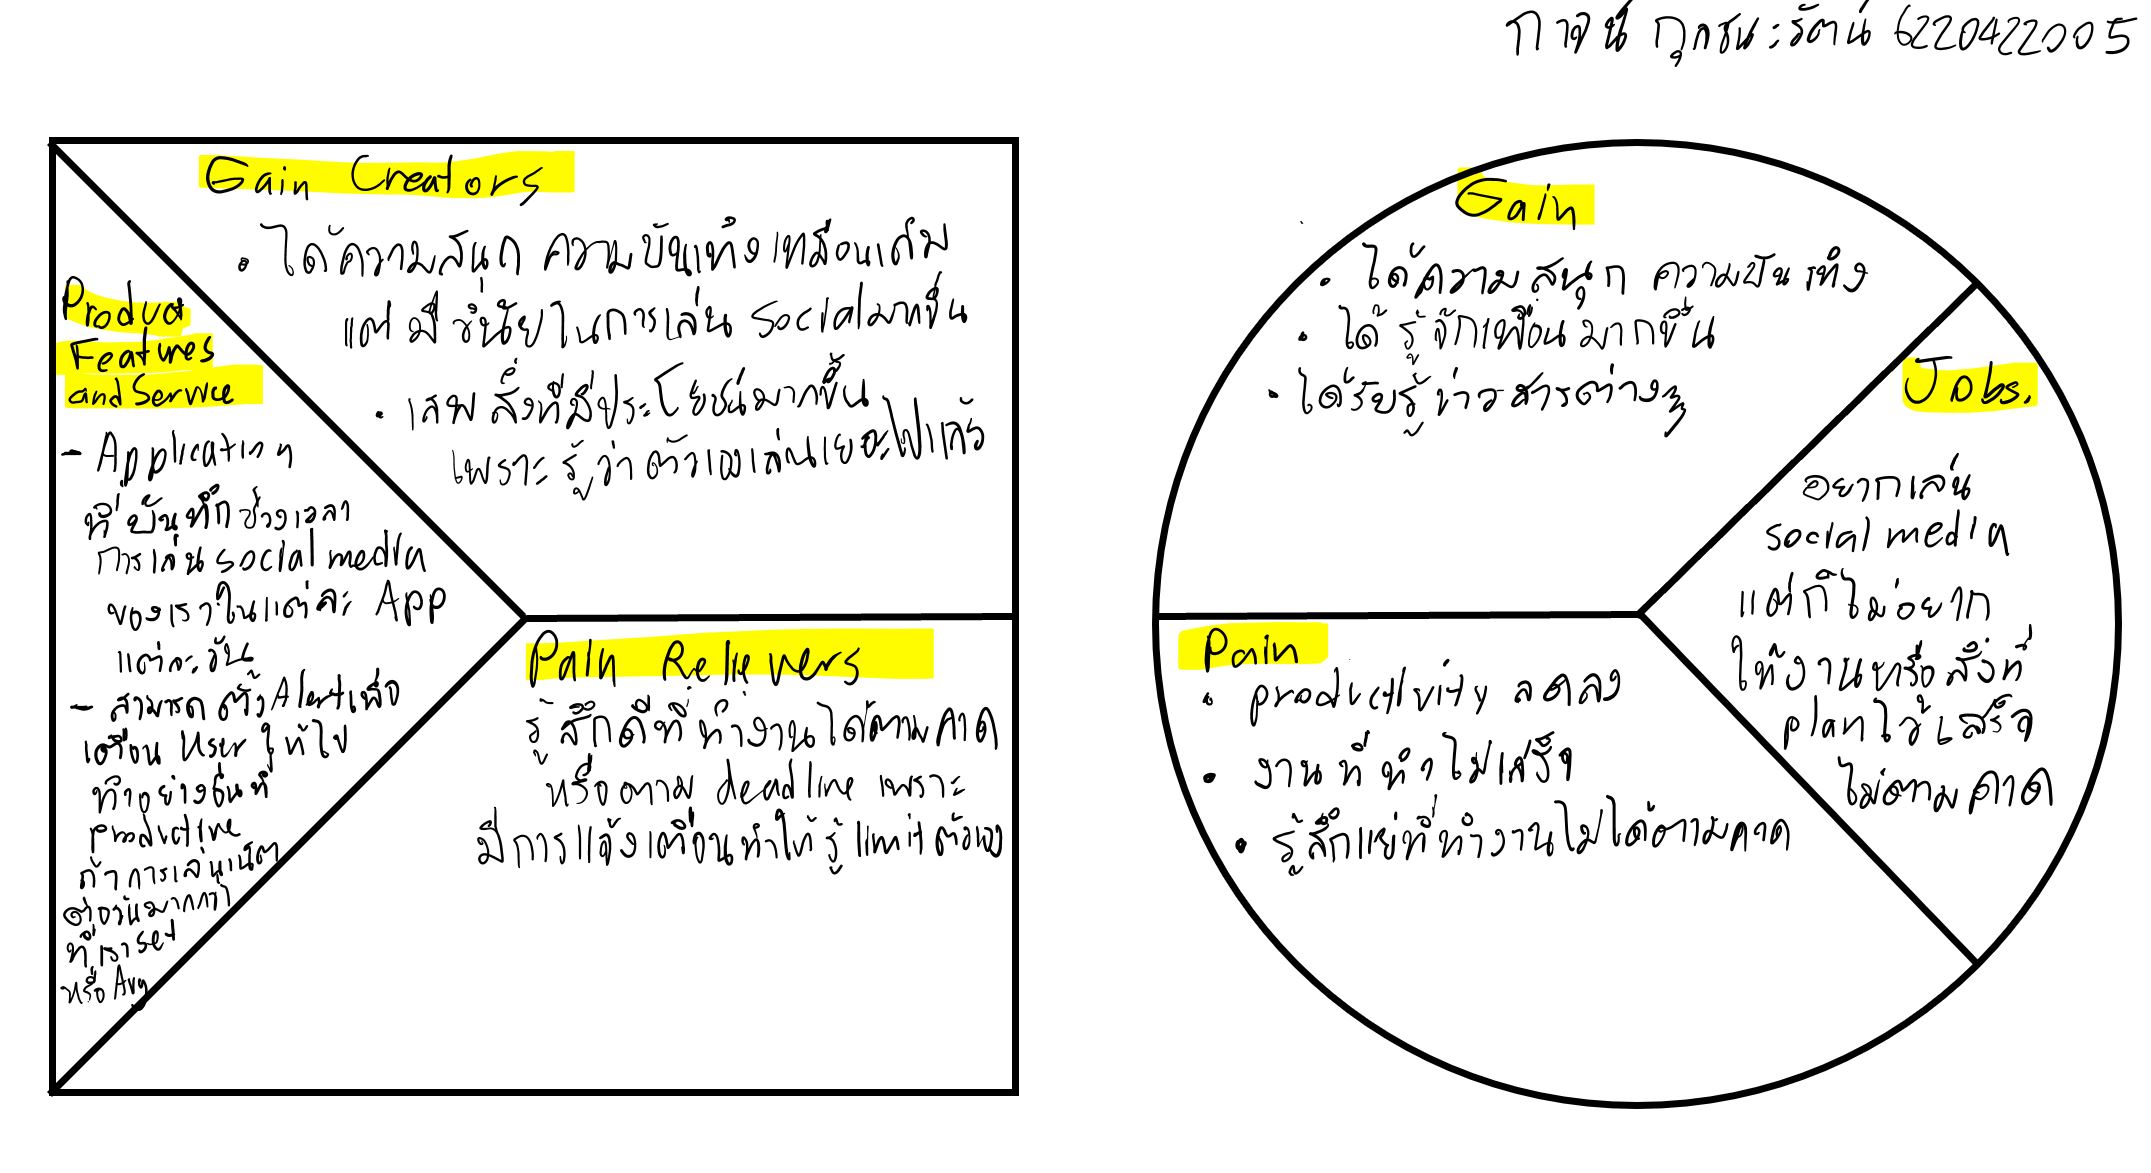 กาจน์ กุลชนะรัตน์ 6220422005
Gain Creators
• ได้ความสนุก ความบันเทิงเหมือนเดิม
แต่ มี วินัยในการเล่น Social มากขึ้น
• เสพ สิ่งที่มีประโยชน์มากขึ้น
เพราะ รู้ ว่า ตัวเองเล่นเยอะไปแล้ว
Product
Features
and Service
- Application
ที่ บันทึกช่วงเวลา
การเล่น social media
ของเราในแต่ละ App
แต่ละวัน
- สามารถ ตั้ง Alert เพื่อ
เตือน User ให้ไป
ทำอย่างอื่นที่
productive
ถ้าการเล่นเน็ต
ต่อวันมากกว่า
ที่เรา set
หรือ Avg
Pain Relievers
รู้สึกดีที่ทำงานได้ตามคาด
หรือตาม deadline เพราะ
มีการแจ้งเตือนทำให้รู้ limit ตัวเอง
Gain
• ได้ความสนุก ความบันเทิง
• ได้ รู้จักเพื่อนมากขึ้น
• ได้รับรู้ข่าวสารต่างๆ
Jobs.
อยากเล่น
social media
แต่ก็ไม่อยาก
ให้งานหรือสิ่งที่
plan ไว้เสร็จ
ไม่ตามคาด
Pain
• productivity ลดลง
• งานที่ทำไม่เสร็จ
• รู้สึกแย่ที่ทำงานไม่ได้ตามคาด